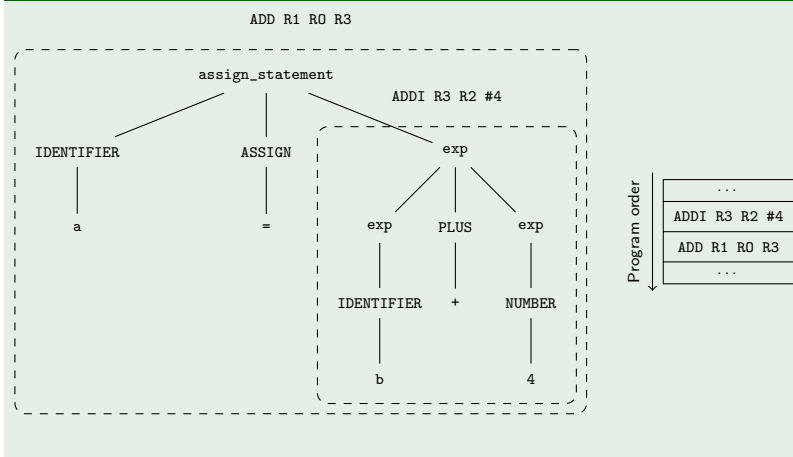 ADD R1 R0 R3
assign_statement
ADDI R3 R2 #4
IDENTIFIER ASSIGN exp
a = exp PLUS exp
IDENTIFIER + NUMBER
b 4
Program order
...
ADDI R3 R2 #4
ADD R1 R0 R3
...